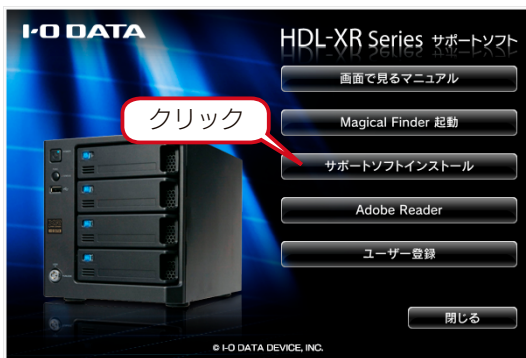 I-O DATA
HDL-XR Series サポートソフト
画面で見るマニュアル
クリック
Magical Finder 起動
サポートソフトインストール
Adobe Reader
ユーザー登録
閉じる
© I-O DATA DEVICE, INC.